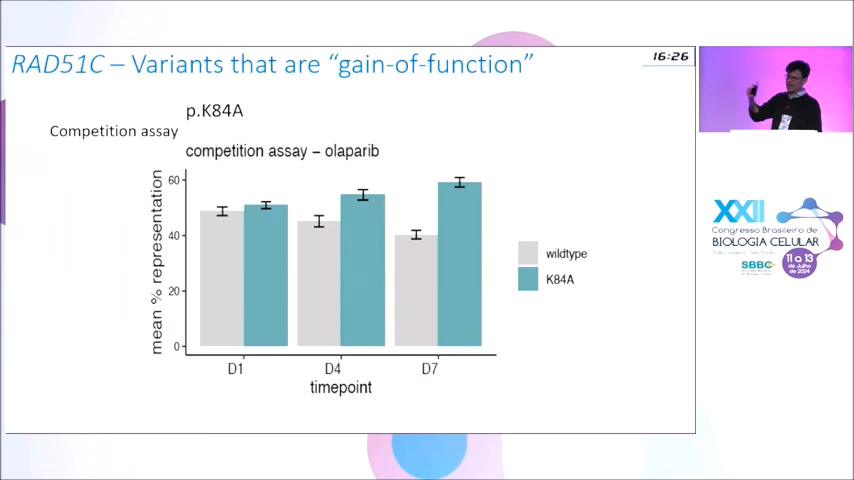 RAD51C – Variants that are “gain-of-function”
16:26
p.K84A
Competition assay
competition assay – olaparib
mean % representation
60
40
20
0
D1
D4
D7
timepoint
wildtype
K84A
XXII
Congresso Brasileiro de
BIOLOGIA CELULAR
SBBC
11 a 13
de Julho
de 2024